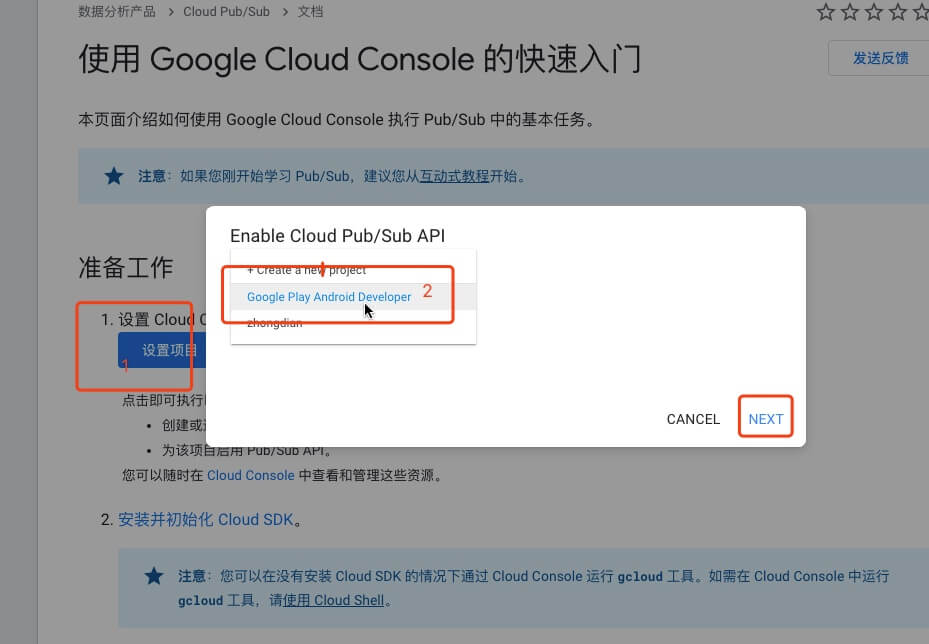 数据分析产品 > Cloud Pub/Sub > 文档
使用 Google Cloud Console 的快速入门
发送反馈
本页面介绍如何使用 Google Cloud Console 执行 Pub/Sub 中的基本任务。
注意：如果您刚开始学习 Pub/Sub，建议您从互动式教程开始。
Enable Cloud Pub/Sub API
+ Create a new project
Google Play Android Developer
2
zhongdian
CANCEL
NEXT
准备工作
1. 设置 Cloud
设置项目
1
点击即可执行
• 创建或
• 为该项目启用 Pub/Sub API。
您可以随时在 Cloud Console 中查看和管理这些资源。
2. 安装并初始化 Cloud SDK。
注意：您可以在没有安装 Cloud SDK 的情况下通过 Cloud Console 运行 gcloud 工具。如需在 Cloud Console 中运行
gcloud 工具，请使用 Cloud Shell。